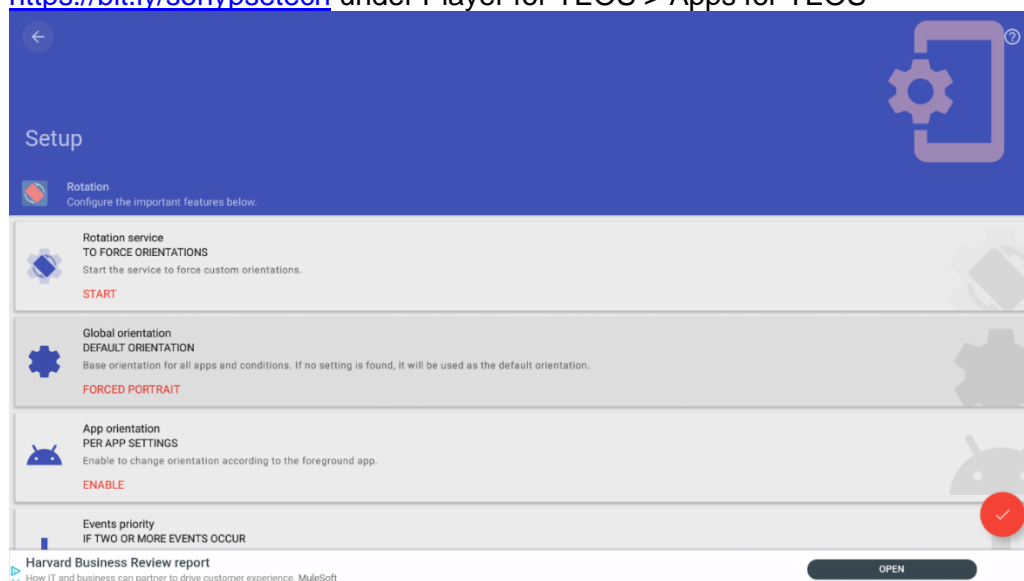 https://bit.ly/sonypsetech under Player for TEOS > Apps for TEOS
Setup
Rotation
Configure the important features below.
Rotation service
TO FORCE ORIENTATIONS
Start the service to force custom orientations.
START
Global orientation
DEFAULT ORIENTATION
Base orientation for all apps and conditions. If no setting is found, it will be used as the default orientation.
FORCED PORTRAIT
App orientation
PER APP SETTINGS
Enable to change orientation according to the foreground app.
ENABLE
Events priority
IF TWO OR MORE EVENTS OCCUR
Harvard Business Review report
How IT and business can partner to drive customer experience. MuleSoft
OPEN